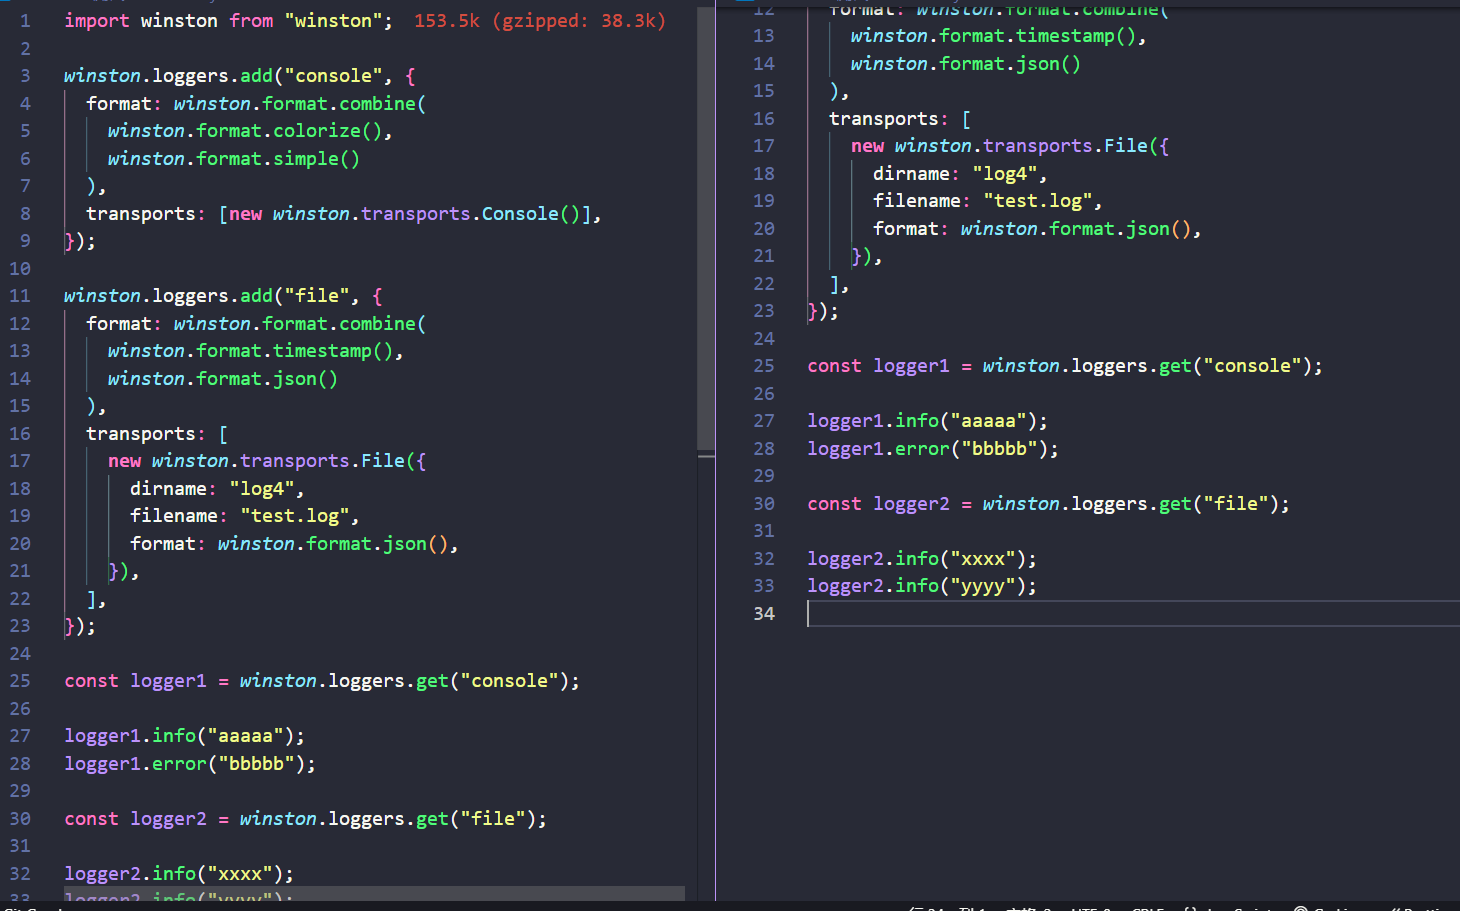 1 import winston from "winston"; 153.5k (gzipped: 38.3k)
2
3 winston.loggers.add("console", {
4   format: winston.format.combine(
5     winston.format.colorize(),
6     winston.format.simple()
7   ),
8   transports: [new winston.transports.Console()],
9 });
10
11 winston.loggers.add("file", {
12   format: winston.format.combine(
13     winston.format.timestamp(),
14     winston.format.json()
15   ),
16   transports: [
17     new winston.transports.File({
18       dirname: "log4",
19       filename: "test.log",
20       format: winston.format.json(),
21     }),
22   ],
23 });
24
25 const logger1 = winston.loggers.get("console");
26
27 logger1.info("aaaaa");
28 logger1.error("bbbbb");
29
30 const logger2 = winston.loggers.get("file");
31
32 logger2.info("xxxx");
33 logger2.info("yyyy");
12   format: winston.format.combine(
13     winston.format.timestamp(),
14     winston.format.json()
15   ),
16   transports: [
17     new winston.transports.File({
18       dirname: "log4",
19       filename: "test.log",
20       format: winston.format.json(),
21     }),
22   ],
23 });
24
25 const logger1 = winston.loggers.get("console");
26
27 logger1.info("aaaaa");
28 logger1.error("bbbbb");
29
30 const logger2 = winston.loggers.get("file");
31
32 logger2.info("xxxx");
33 logger2.info("yyyy");
34